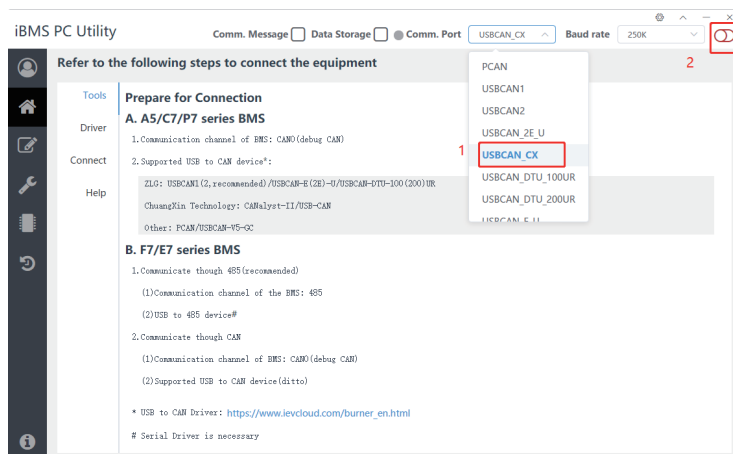 iBMS PC Utility
Comm. Message Data Storage Comm. Port USBCAN_CX Baud rate 250K
2
Refer to the following steps to connect the equipment
PCAN
USBCAN1
USBCAN2
USBCAN_2E_U
1 USBCAN_CX
USBCAN_DTU_100UR
USBCAN_DTU_200UR
USBCAN_E_U
Tools
Driver
Connect
Help
Prepare for Connection
A. A5/C7/P7 series BMS
1.Communication channel of BMS: CAN0(debug CAN)
2.Supported USB to CAN device*:
ZLG: USBCAN1(2,recommended)/USBCAN-E(2E)-U/USBCAN-DTU-100(200)UR
ChuangXin Technology: CANalyst-II/USB-CAN
Other: PCAN/USBCAN-V5-GC
B. F7/E7 series BMS
1.Communicate though 485(recommended)
(1)Communication channel of the BMS: 485
(2)USB to 485 device#
2.Communicate though CAN
(1)Communication channel of BMS: CAN0(debug CAN)
(2)Supported USB to CAN device(ditto)
* USB to CAN Driver: https://www.ievcloud.com/burner_en.html
# Serial Driver is necessary